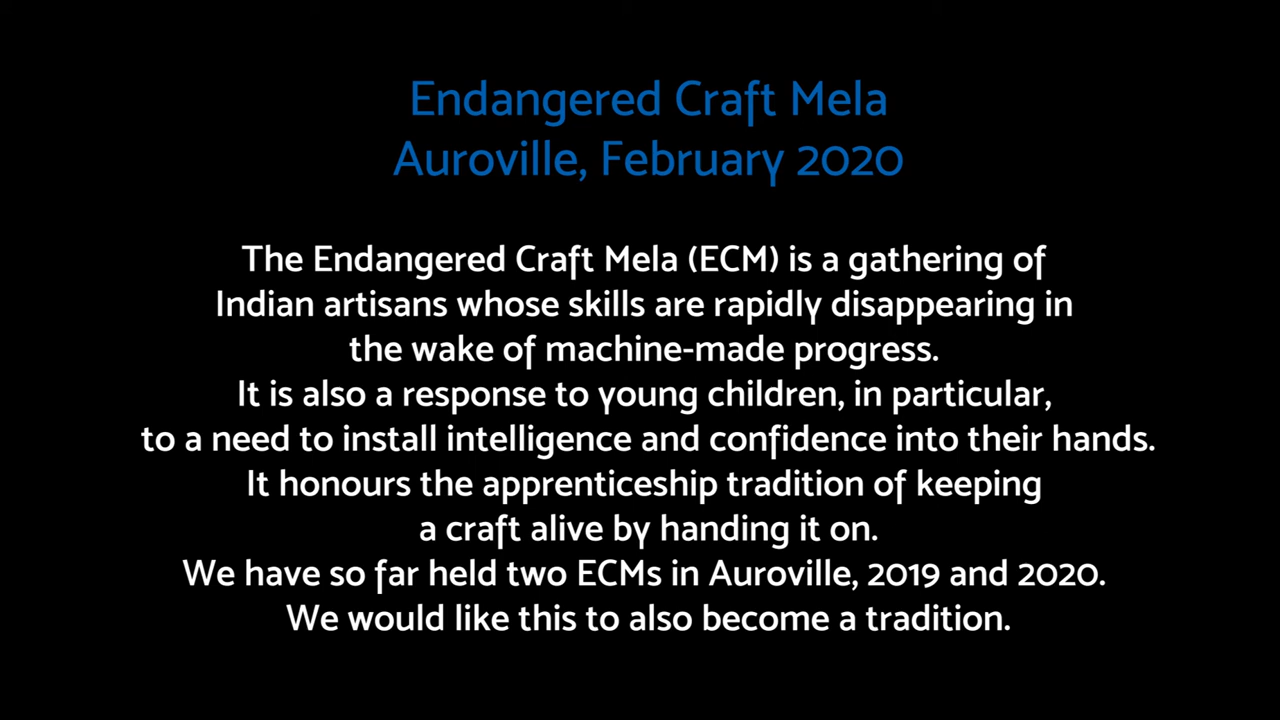 Endangered Craft Mela
Auroville, February 2020
The Endangered Craft Mela (ECM) is a gathering of
Indian artisans whose skills are rapidly disappearing in
the wake of machine-made progress.
It is also a response to young children, in particular,
to a need to install intelligence and confidence into their hands.
It honours the apprenticeship tradition of keeping
a craft alive by handing it on.
We have so far held two ECMs in Auroville, 2019 and 2020.
We would like this to also become a tradition.